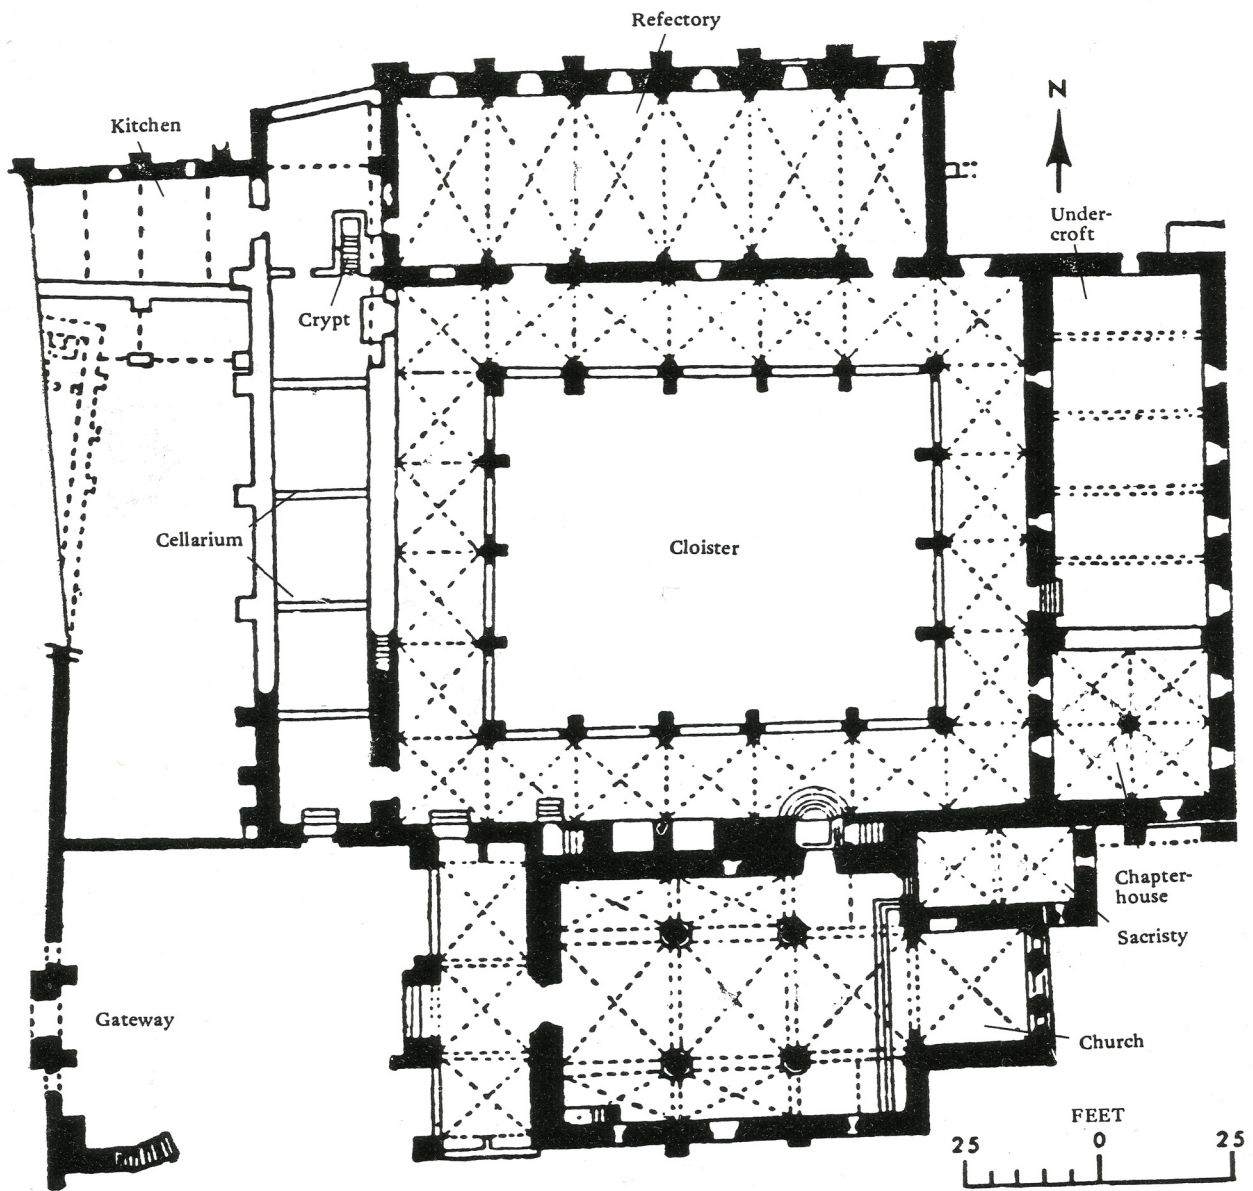 Refectory
N
Kitchen
Under-
croft
Crypt
Cellarium
Cloister
Chapter-
house
Sacristy
Gateway
Church
FEET
25 0 25